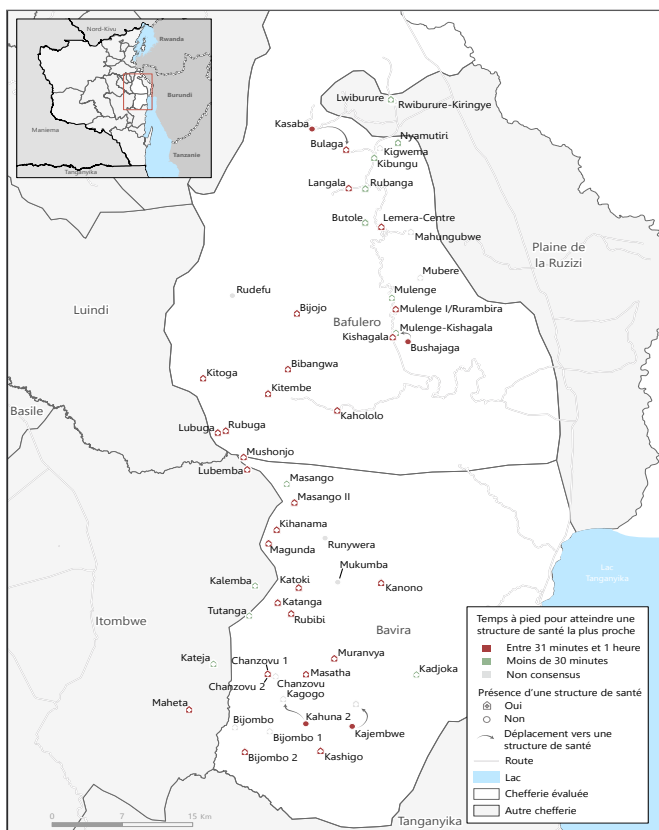 Nord-Kivu
Rwanda
Burundi
Maniema
Tanzanie
Tanganyika
Lwiburure
Rwiburure-Kiringye
Kasaba
Nyamutiri
Bulaga
Kigwema
Kibungu
Langala
Rubanga
Butole
Lemera-Centre
Mahungubwe
Plaine de
la Ruzizi
Mubere
Rudefu
Mulenge
Luindi
Bijojo
Mulenge I/Rurambira
Bafulero
Mulenge-Kishagala
Kishagala
Bushajaga
Bibangwa
Kitoga
Kitembe
Basile
Kahololo
Lubuga
Rubuga
Mushonjo
Lubemba
Masango
Masango II
Kihanama
Magunda
Runywera
Mukumba
Lac
Tanganyika
Kalemba
Katoki
Kanono
Katanga
Tutanga
Rubibi
Itombwe
Bavira
Kateja
Chanzovu 1
Muranvya
Kadjoka
Chanzovu 2
Chanzovu
Masatha
Kagogo
Maheta
Kahuna 2
Kajembwe
Bijombo
Bijombo 1
Bijombo 2
Kashigo
Tanganyika
0
7
15 Km
Temps à pied pour atteindre une
structure de santé la plus proche
Entre 31 minutes et 1 heure
Moins de 30 minutes
Non consensus
Présence d'une structure de santé
Oui
Non
Déplacement vers une
structure de santé
Route
Lac
Chefferie évaluée
Autre chefferie